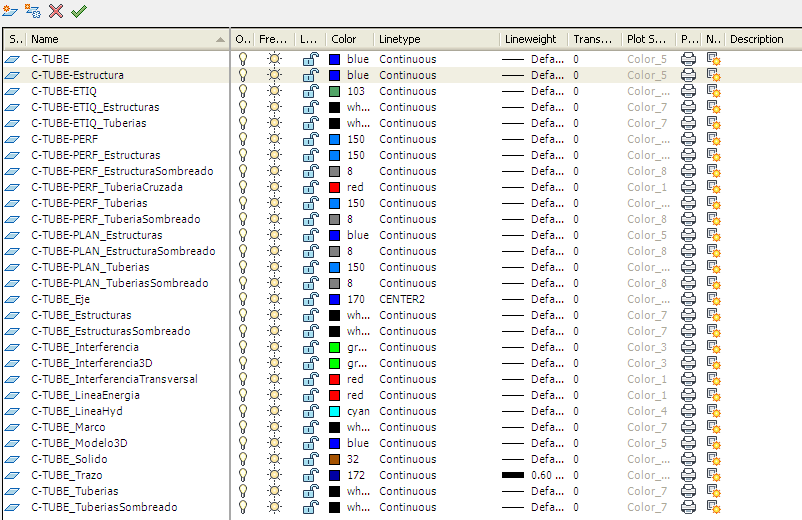 S.. Name O.. Fre... L... Color Linetype Lineweight Trans... Plot S... P... N.. Description
C-TUBE blue Continuous Defa... 0 Color_5
C-TUBE-Estructura blue Continuous Defa... 0 Color_5
C-TUBE-ETIQ 103 Continuous Defa... 0 Color_...
C-TUBE-ETIQ_Estructuras wh... Continuous Defa... 0 Color_7
C-TUBE-ETIQ_Tuberias wh... Continuous Defa... 0 Color_7
C-TUBE-PERF 150 Continuous Defa... 0 Color_...
C-TUBE-PERF_Estructuras 150 Continuous Defa... 0 Color_...
C-TUBE-PERF_EstructuraSombreado 8 Continuous Defa... 0 Color_8
C-TUBE-PERF_TuberiaCruzada red Continuous Defa... 0 Color_1
C-TUBE-PERF_Tuberias 150 Continuous Defa... 0 Color_...
C-TUBE-PERF_TuberiaSombreado 8 Continuous Defa... 0 Color_8
C-TUBE-PLAN_Estructuras blue Continuous Defa... 0 Color_5
C-TUBE-PLAN_EstructuraSombreado 8 Continuous Defa... 0 Color_8
C-TUBE-PLAN_Tuberias 150 Continuous Defa... 0 Color_...
C-TUBE-PLAN_TuberiasSombreado 8 Continuous Defa... 0 Color_8
C-TUBE_Eje 170 CENTER2 Defa... 0 Color_...
C-TUBE_Estructuras wh... Continuous Defa... 0 Color_7
C-TUBE_EstructurasSombreado wh... Continuous Defa... 0 Color_7
C-TUBE_Interferencia gr... Continuous Defa... 0 Color_3
C-TUBE_Interferencia3D gr... Continuous Defa... 0 Color_3
C-TUBE_InterferenciaTransversal red Continuous Defa... 0 Color_1
C-TUBE_LineaEnergia red Continuous Defa... 0 Color_1
C-TUBE_LineaHyd cyan Continuous Defa... 0 Color_4
C-TUBE_Marco wh... Continuous Defa... 0 Color_7
C-TUBE_Modelo3D blue Continuous Defa... 0 Color_5
C-TUBE_Solido 32 Continuous Defa... 0 Color_...
C-TUBE_Trazo 172 Continuous 0.60 ... 0 Color_...
C-TUBE_Tuberias wh... Continuous Defa... 0 Color_7
C-TUBE_TuberiasSombreado wh... Continuous Defa... 0 Color_7